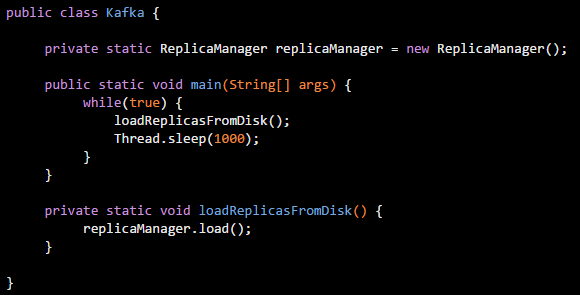 public class Kafka {
private static ReplicaManager replicaManager = new ReplicaManager();
public static void main(String[] args) {
while(true) {
loadReplicasFromDisk();
Thread.sleep(1000);
}
}
private static void loadReplicasFromDisk() {
replicaManager.load();
}
}